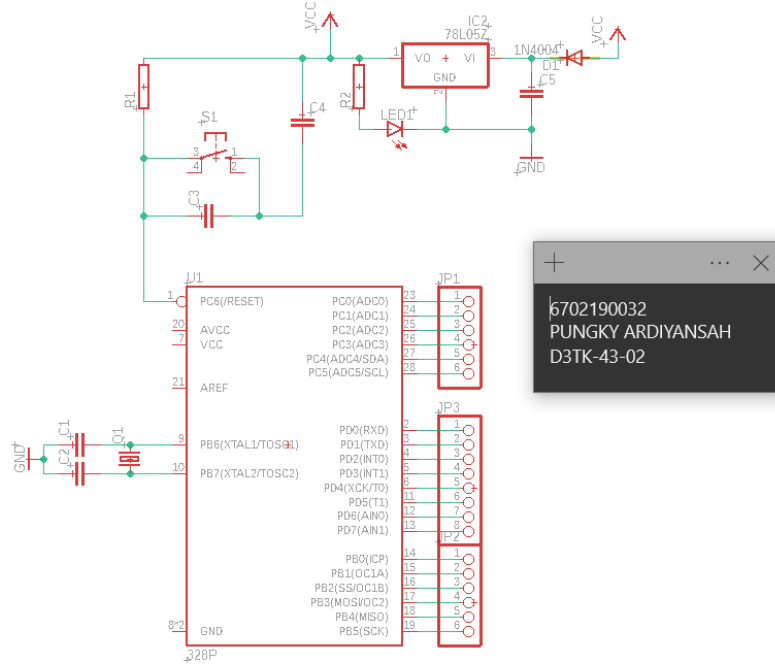 VCC
IC2
78L05Z
1 VO VI 3
GND
2
1N4004
D1
VCC
C5
GND
R1
R2
C4
LED1
S1
3 1
4 2
C3
U1
1 PC6(/RESET)
20 AVCC
7 VCC
21 AREF
9 PB6(XTAL1/TOSC1)
10 PB7(XTAL2/TOSC2)
8*2 GND
328P
GND
C1
C2
Q1
JP1
PC0(ADC0) 23 1
PC1(ADC1) 24 2
PC2(ADC2) 25 3
PC3(ADC3) 26 4
PC4(ADC4/SDA) 27 5
PC5(ADC5/SCL) 28 6
JP3
PD0(RXD) 2 1
PD1(TXD) 3 2
PD2(INT0) 4 3
PD3(INT1) 5 4
PD4(XCK/T0) 6 5
PD5(T1) 11 6
PD6(AIN0) 12 7
PD7(AIN1) 13 8
JP2
PB0(ICP) 14 1
PB1(OC1A) 15 2
PB2(SS/OC1B) 16 3
PB3(MOSI/OC2) 17 4
PB4(MISO) 18 5
PB5(SCK) 19 6
6702190032
PUNGKY ARDIYANSAH
D3TK-43-02